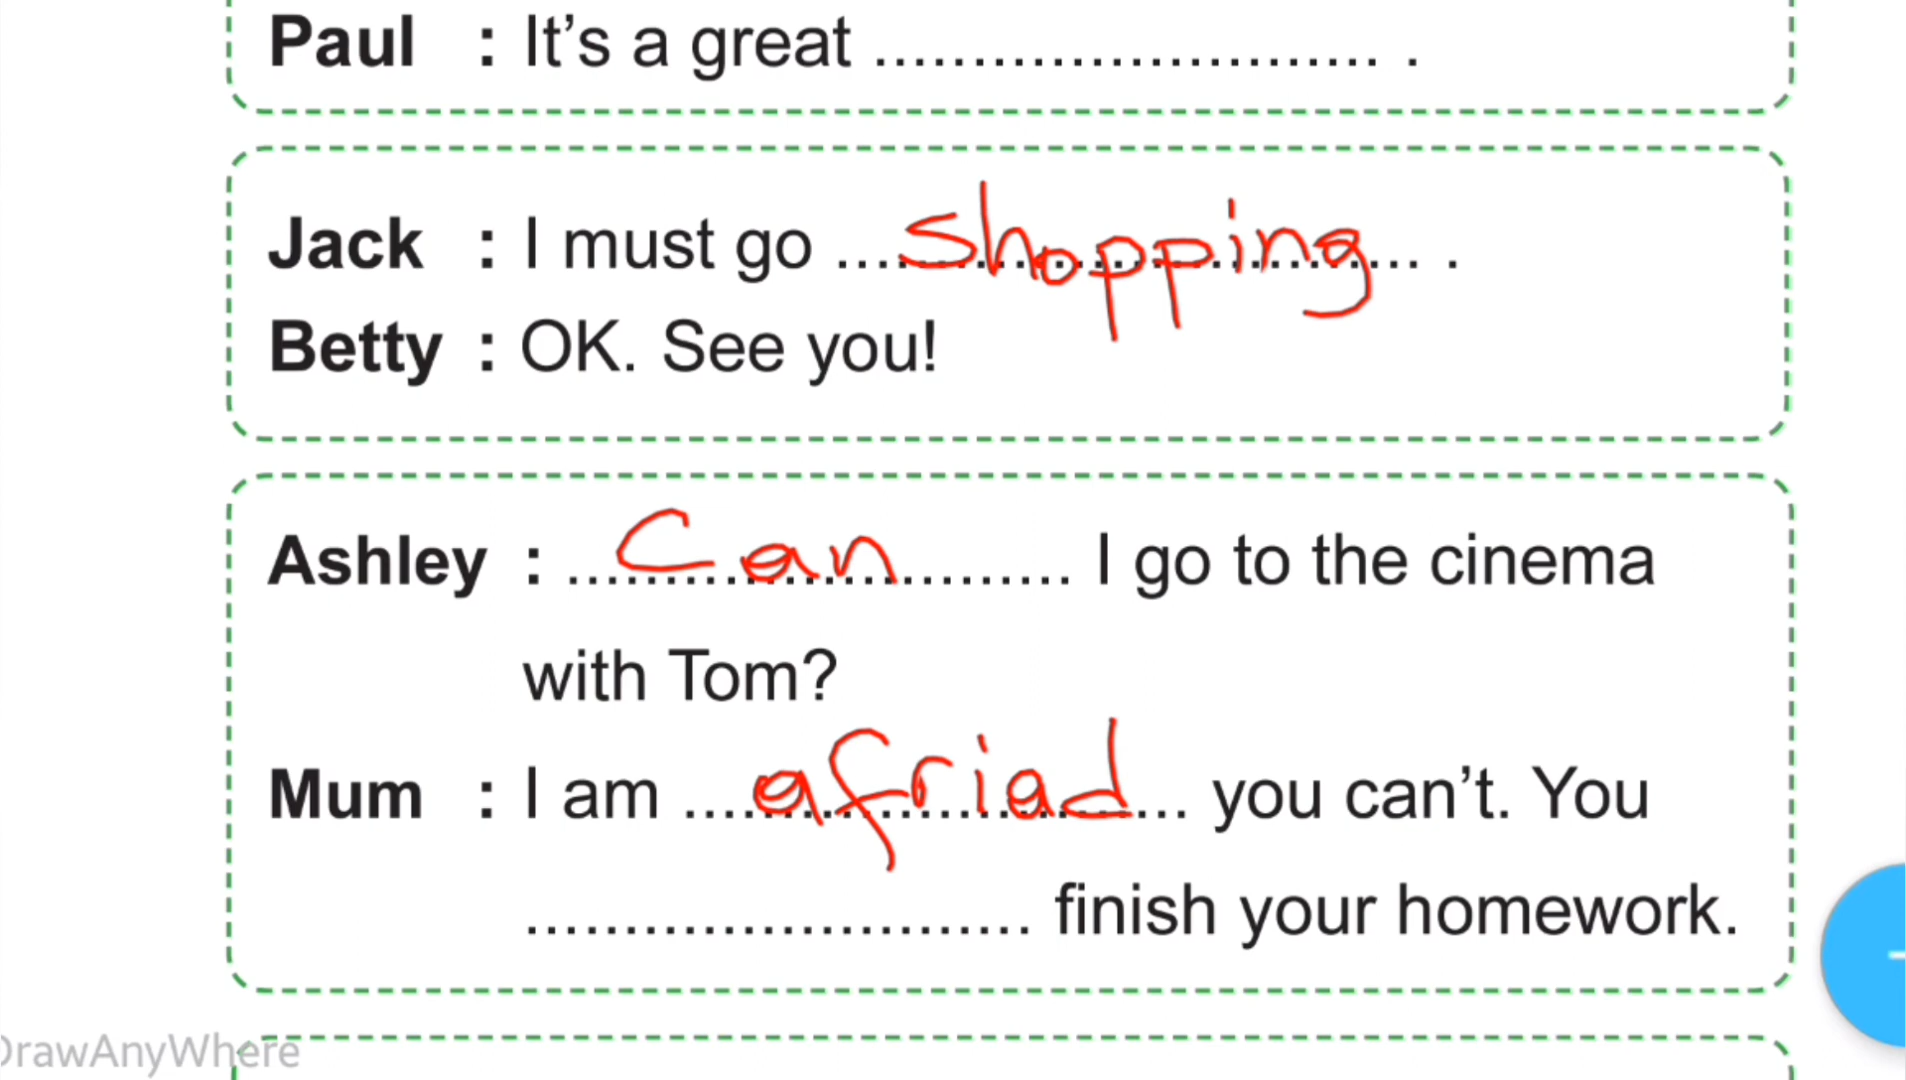 Paul : It's a great .......................... .
Jack : I must go shopping .
Betty : OK. See you!
Ashley : Can I go to the cinema
with Tom?
Mum : I am afriad you can't. You
.......................... finish your homework.
DrawAnyWhere